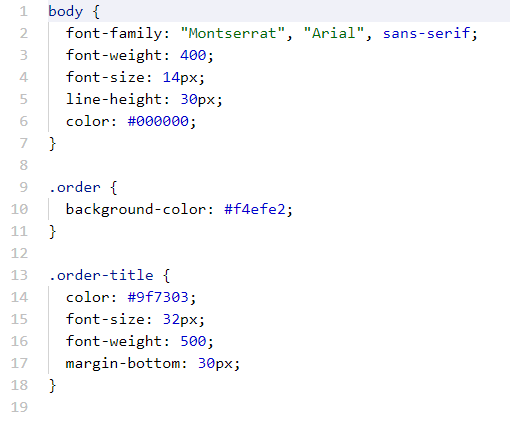 1 body {
2 font-family: "Montserrat", "Arial", sans-serif;
3 font-weight: 400;
4 font-size: 14px;
5 line-height: 30px;
6 color: #000000;
7 }
8
9 .order {
10 background-color: #f4efe2;
11 }
12
13 .order-title {
14 color: #9f7303;
15 font-size: 32px;
16 font-weight: 500;
17 margin-bottom: 30px;
18 }
19